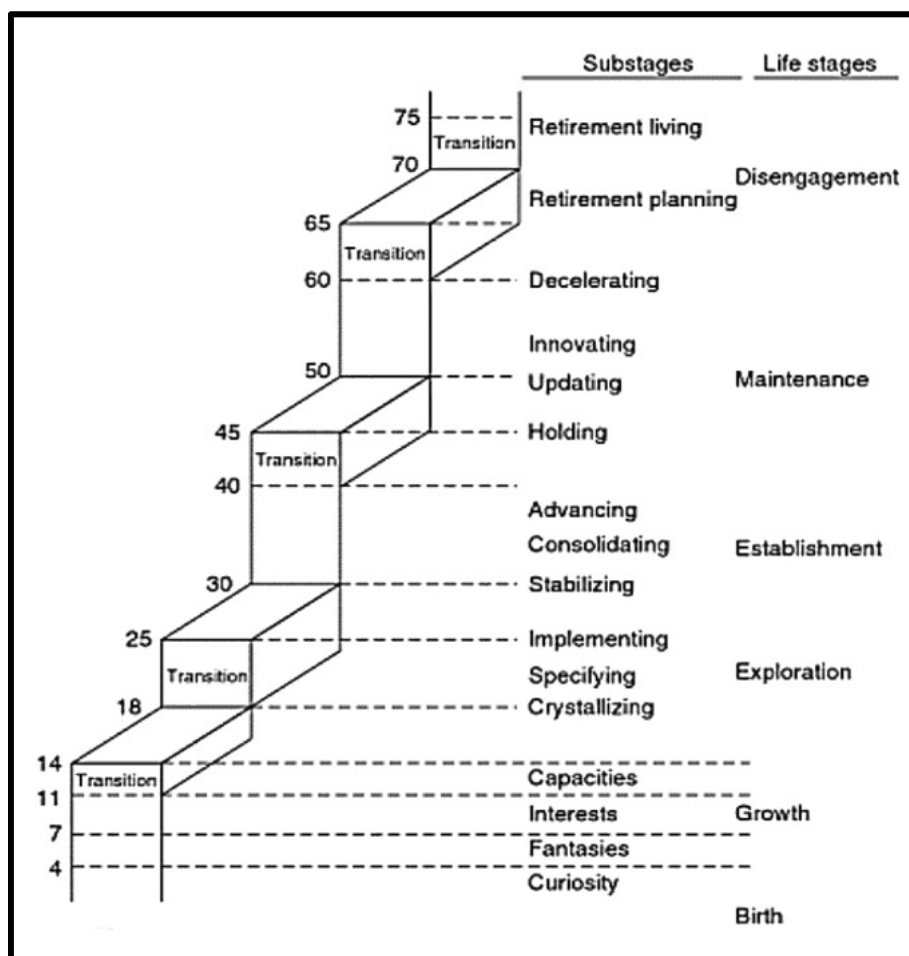 Substages Life stages
75 Retirement living
Transition
70 Disengagement
Retirement planning
65
Transition
60 Decelerating
Innovating
50 Updating Maintenance
45 Holding
Transition
40
Advancing
Consolidating Establishment
30 Stabilizing
25 Implementing
Transition Specifying Exploration
18 Crystallizing
14
Transition Capacities
11
Interests Growth
7
Fantasies
4
Curiosity
Birth